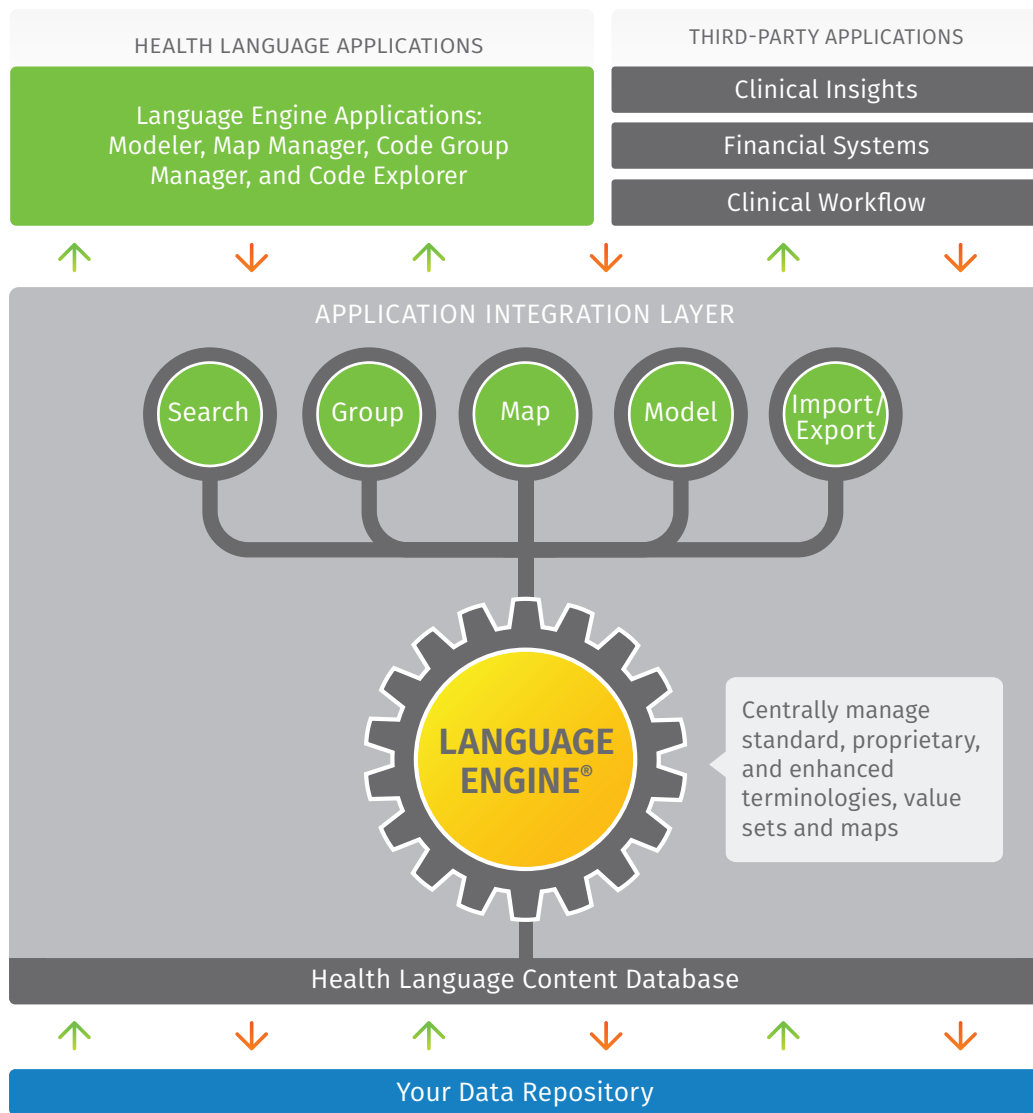 HEALTH LANGUAGE APPLICATIONS
Language Engine Applications:
Modeler, Map Manager, Code Group
Manager, and Code Explorer
THIRD-PARTY APPLICATIONS
Clinical Insights
Financial Systems
Clinical Workflow
APPLICATION INTEGRATION LAYER
Search
Group
Map
Model
Import/
Export
LANGUAGE
ENGINE®
Centrally manage
standard, proprietary,
and enhanced
terminologies, value
sets and maps
Health Language Content Database
Your Data Repository